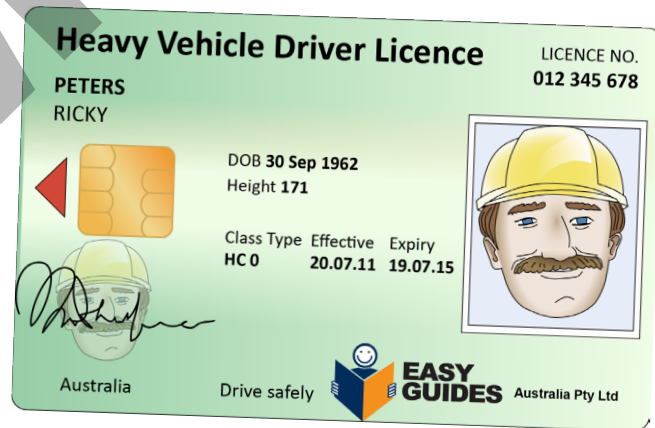 Heavy Vehicle Driver Licence
LICENCE NO.
012 345 678
PETERS
RICKY
DOB 30 Sep 1962
Height 171
Class Type Effective Expiry
HC 0 20.07.11 19.07.15
Australia
Drive safely
EASY
GUIDES Australia Pty Ltd